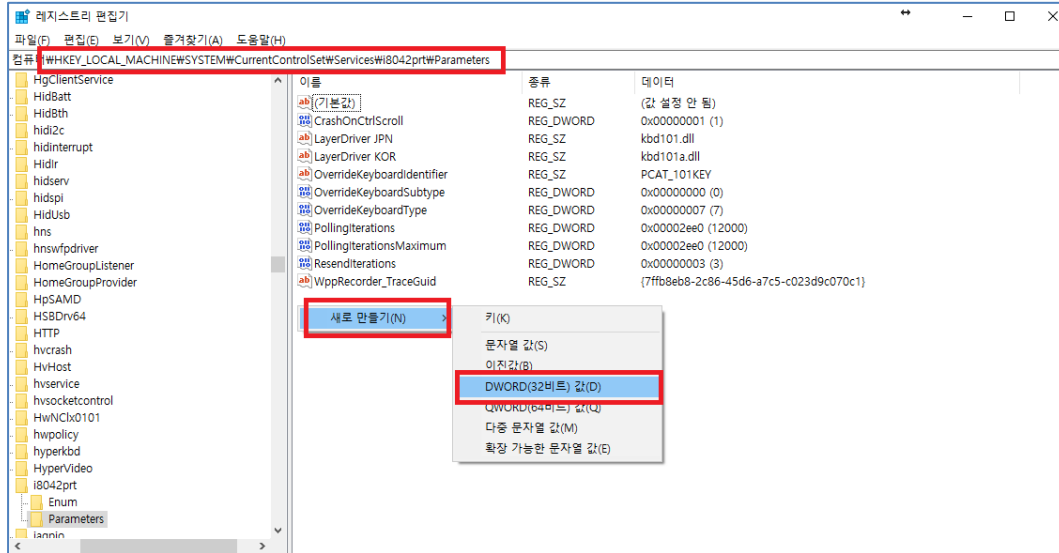 레지스트리 편집기
파일(F) 편집(E) 보기(V) 즐겨찾기(A) 도움말(H)
컴퓨터₩HKEY_LOCAL_MACHINE₩SYSTEM₩CurrentControlSet₩Services₩i8042prt₩Parameters
HgClientService
HidBatt
HidBth
hidi2c
hidinterrupt
HidIr
hidserv
hidspi
HidUsb
hns
hnswfpdriver
HomeGroupListener
HomeGroupProvider
HpSAMD
HSBDrv64
HTTP
hvcrash
HvHost
hvservice
hvsocketcontrol
HwNClx0101
hwpolicy
hyperkbd
HyperVideo
i8042prt
Enum
Parameters
iagpio
이름 종류 데이터
(기본값) REG_SZ (값 설정 안 됨)
CrashOnCtrlScroll REG_DWORD 0x00000001 (1)
LayerDriver JPN REG_SZ kbd101.dll
LayerDriver KOR REG_SZ kbd101a.dll
OverrideKeyboardIdentifier REG_SZ PCAT_101KEY
OverrideKeyboardSubtype REG_DWORD 0x00000000 (0)
OverrideKeyboardType REG_DWORD 0x00000007 (7)
PollingIterations REG_DWORD 0x00002ee0 (12000)
PollingIterationsMaximum REG_DWORD 0x00002ee0 (12000)
ResendIterations REG_DWORD 0x00000003 (3)
WppRecorder_TraceGuid REG_SZ {7ffb8eb8-2c86-45d6-a7c5-c023d9c070c1}
새로 만들기(N)
키(K)
문자열 값(S)
이진값(B)
DWORD(32비트) 값(D)
QWORD(64비트) 값(Q)
다중 문자열 값(M)
확장 가능한 문자열 값(E)